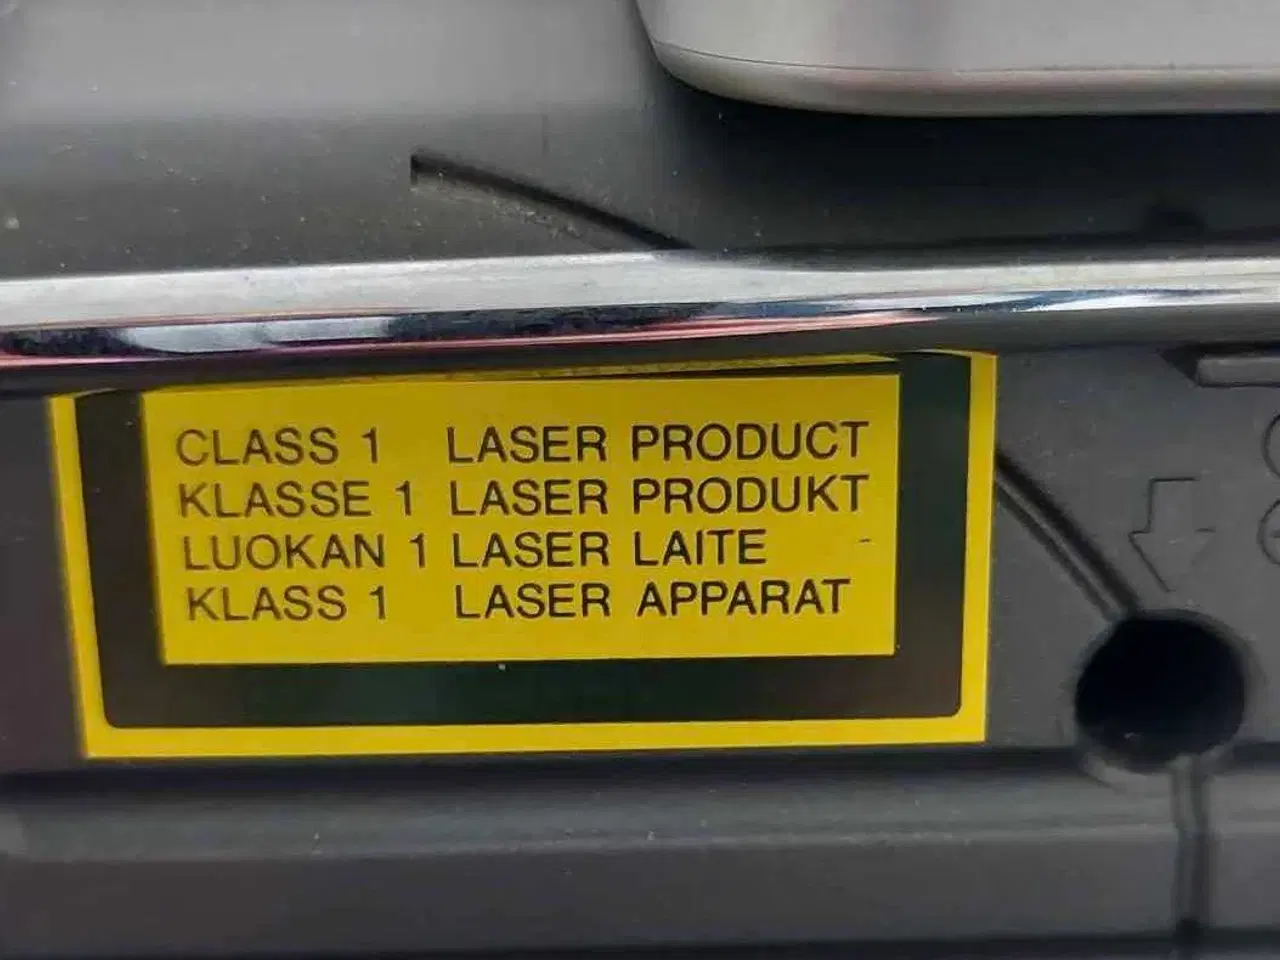 CLASS 1 LASER PRODUCT
KLASSE 1 LASER PRODUKT
LUOKAN 1 LASER LAITE
KLASS 1 LASER APPARAT